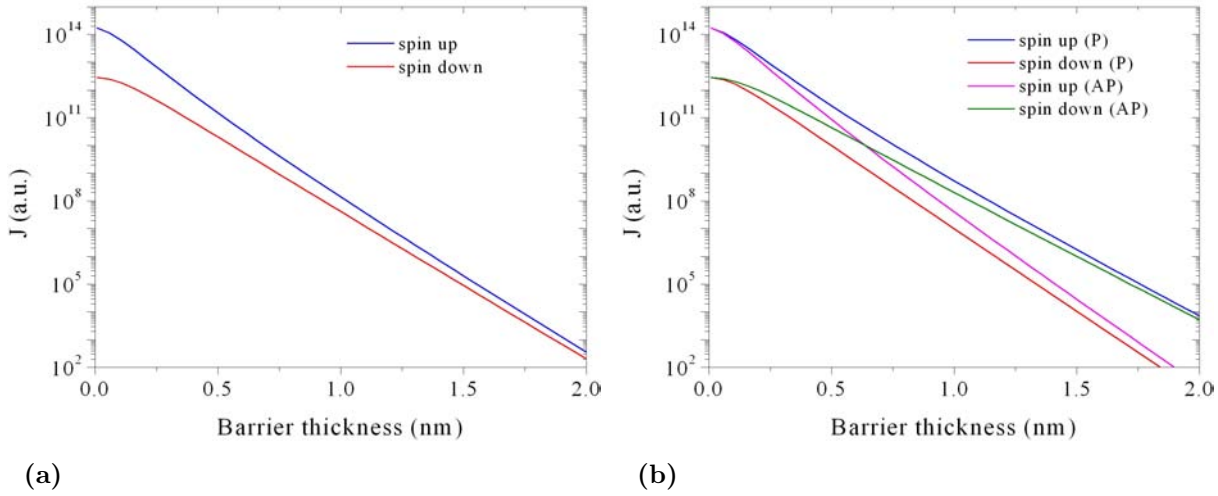 10^14
10^11
10^8
10^5
10^2
J (a.u.)
spin up
spin down
0.0 0.5 1.0 1.5 2.0
Barrier thickness (nm)
(a)
10^14
10^11
10^8
10^5
10^2
J (a.u.)
spin up (P)
spin down (P)
spin up (AP)
spin down (AP)
0.0 0.5 1.0 1.5 2.0
Barrier thickness (nm)
(b)